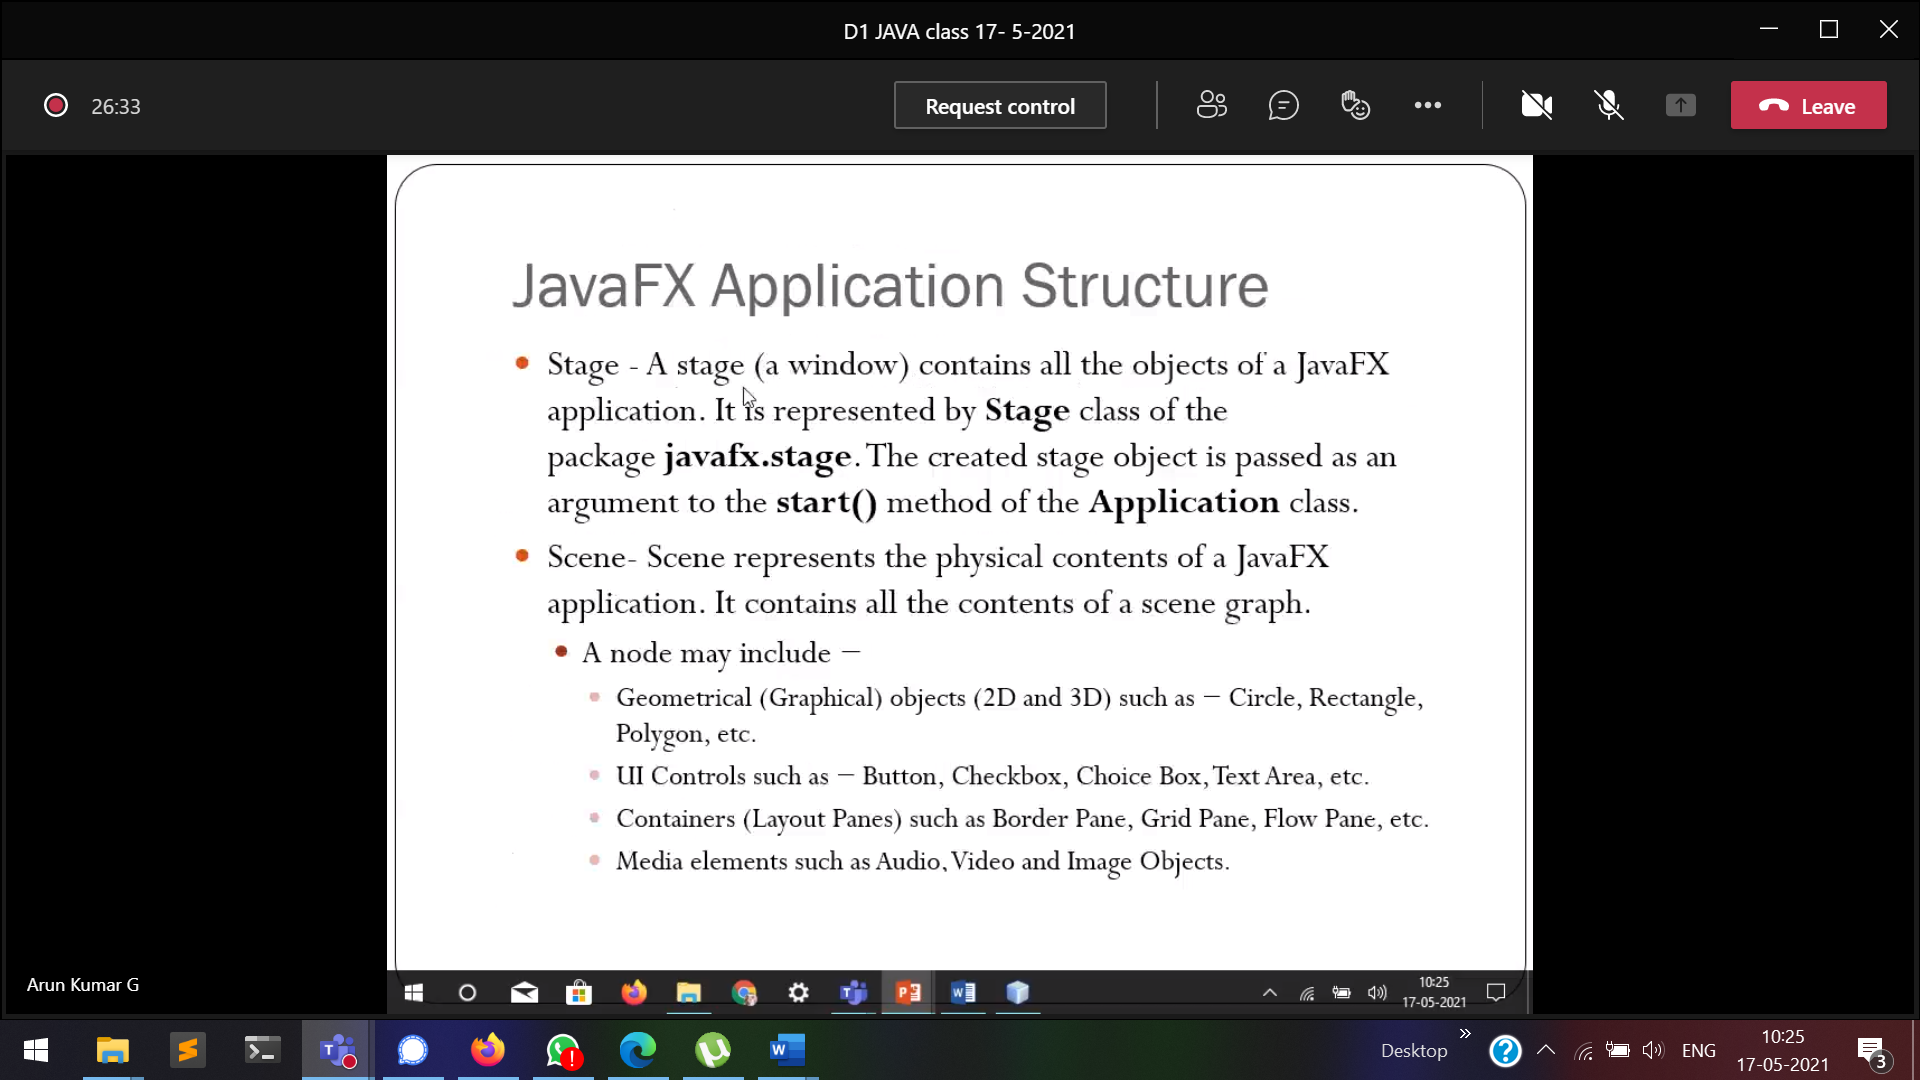 D1 JAVA class 17- 5-2021
26:33
Request control
Leave
JavaFX Application Structure
Stage - A stage (a window) contains all the objects of a JavaFX
application. It is represented by Stage class of the
package javafx.stage. The created stage object is passed as an
argument to the start() method of the Application class.
Scene- Scene represents the physical contents of a JavaFX
application. It contains all the contents of a scene graph.
A node may include —
Geometrical (Graphical) objects (2D and 3D) such as — Circle, Rectangle,
Polygon, etc.
UI Controls such as — Button, Checkbox, Choice Box, Text Area, etc.
Containers (Layout Panes) such as Border Pane, Grid Pane, Flow Pane, etc.
Media elements such as Audio, Video and Image Objects.
Arun Kumar G
10:25
17-05-2021
Desktop
ENG
10:25
17-05-2021
3